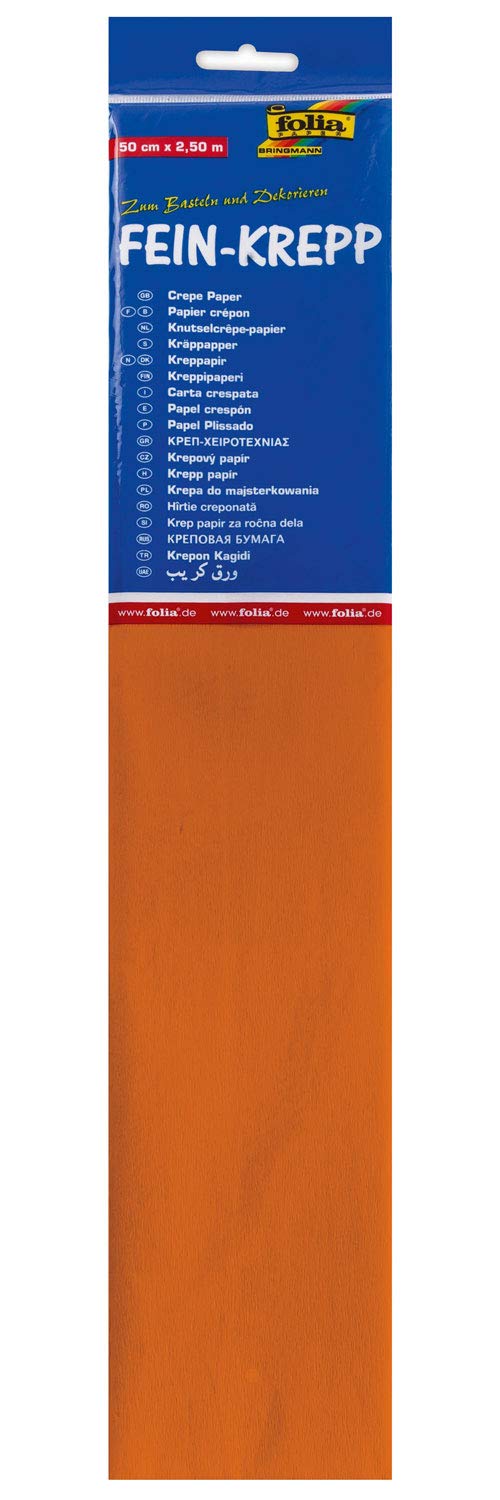 folia
PAPER
BRINGMANN
50 cm x 2,50 m
Zum Basteln und Dekorieren
FEIN-KREPP
GB Crepe Paper
F B Papier crépon
NL Knutselcrêpe-papier
S Kräppapper
N DK Kreppapir
FIN Kreppipaperi
I Carta crespata
E Papel crespón
P Papel Plissado
GR ΚΡΕΠ-ΧΕΙΡΟΤΕΧΝΙΑΣ
CZ Krepový papír
H Krepp papír
PL Krepa do majsterkowania
RO Hîrtie creponată
SI Krep papir za ročna dela
RUS КРЕПОВАЯ БУМАГА
TR Krepon Kagidi
UAE ورق كريب
www.folia®.de www.folia®.de www.folia®.de